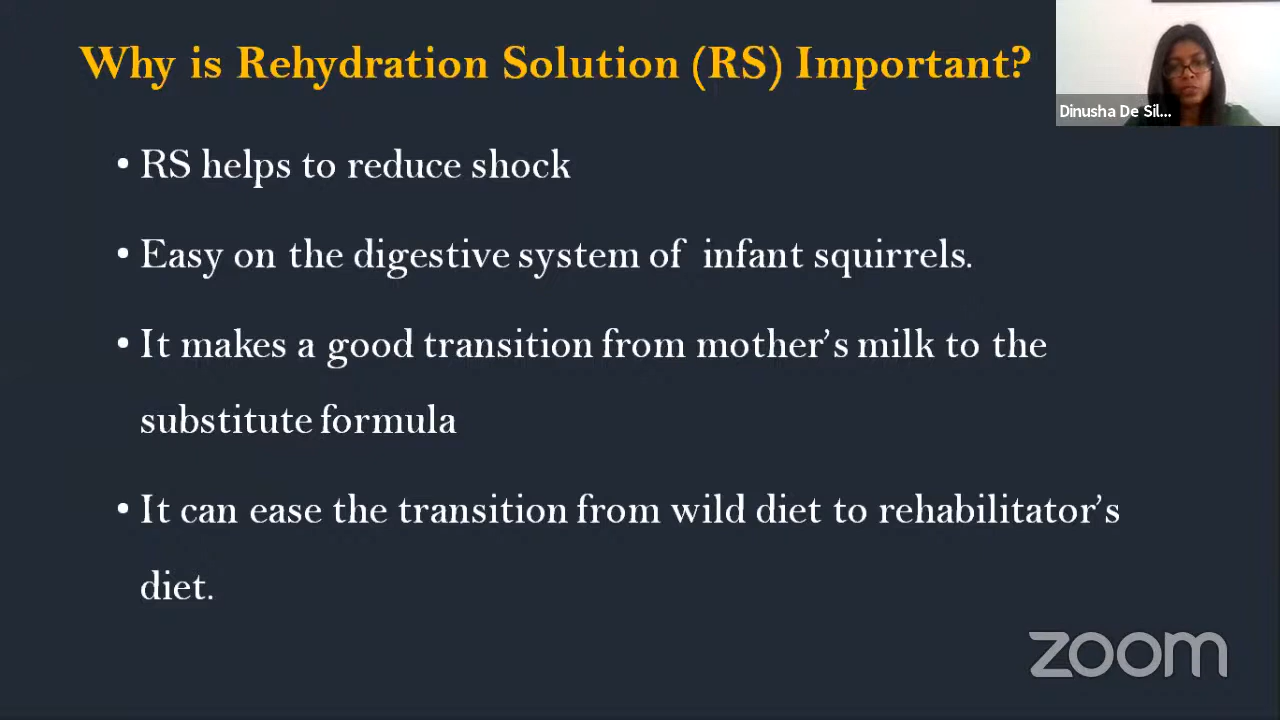 Why is Rehydration Solution (RS) Important?
Dinusha De Sil...
• RS helps to reduce shock
• Easy on the digestive system of  infant squirrels.
• It makes a good transition from mother’s milk to the
substitute formula
• It can ease the transition from wild diet to rehabilitator’s
diet.
zoom